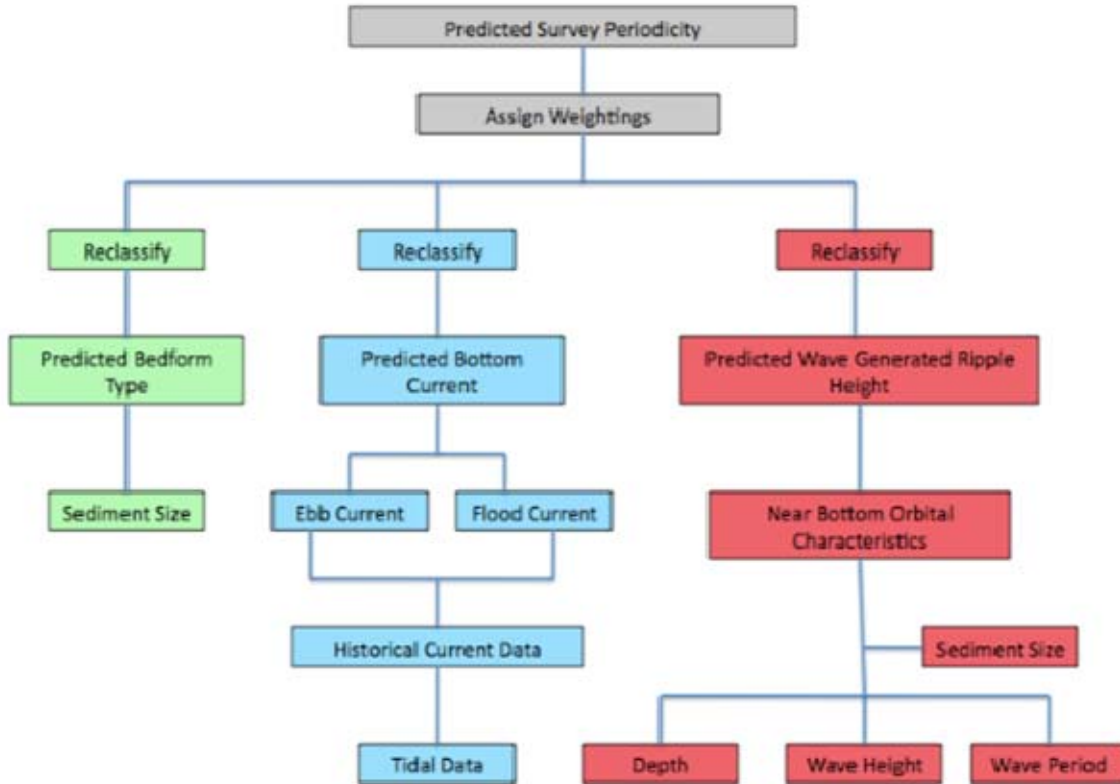 Predicted Survey Periodicity
Assign Weightings
Reclassify
Reclassify
Reclassify
Predicted Bedform
Type
Predicted Bottom
Current
Predicted Wave Generated Ripple
Height
Sediment Size
Ebb Current
Flood Current
Near Bottom Orbital
Characteristics
Historical Current Data
Sediment Size
Tidal Data
Depth
Wave Height
Wave Period